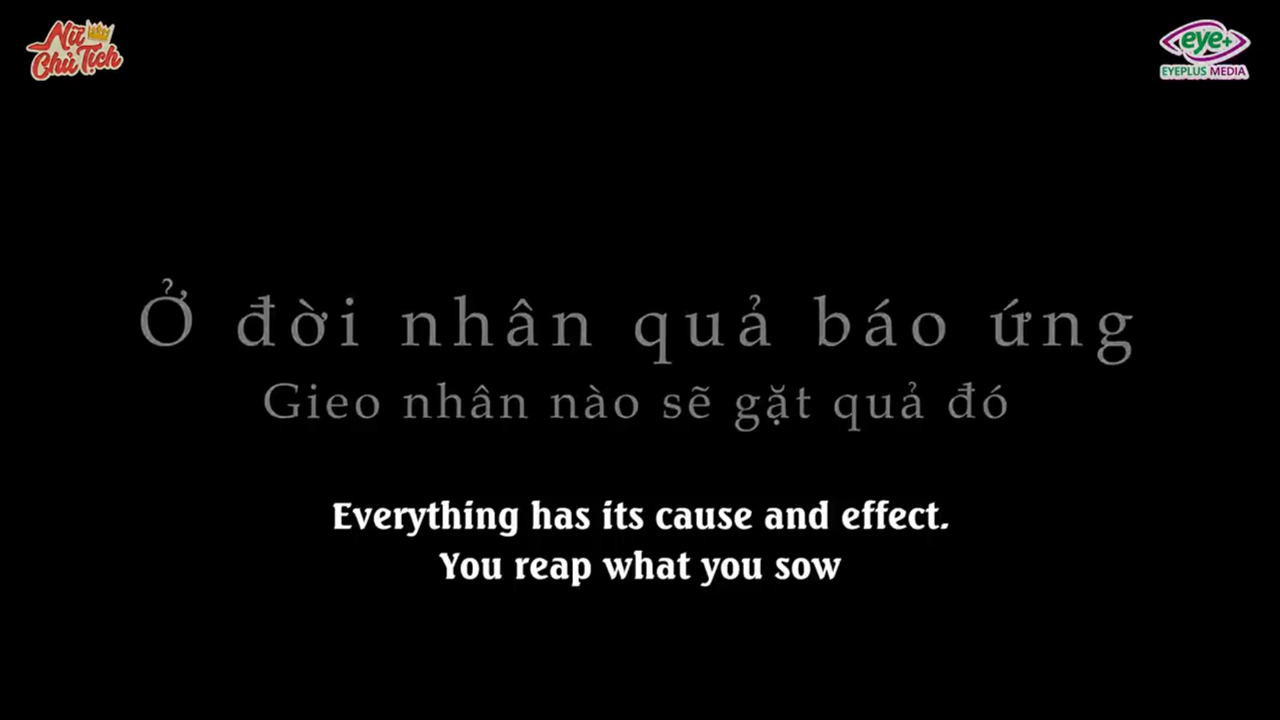 Nữ
Chủ Tịch
eye+
EYEPLUS MEDIA
Ở đời nhân quả báo ứng
Gieo nhân nào sẽ gặt quả đó
Everything has its cause and effect.
You reap what you sow